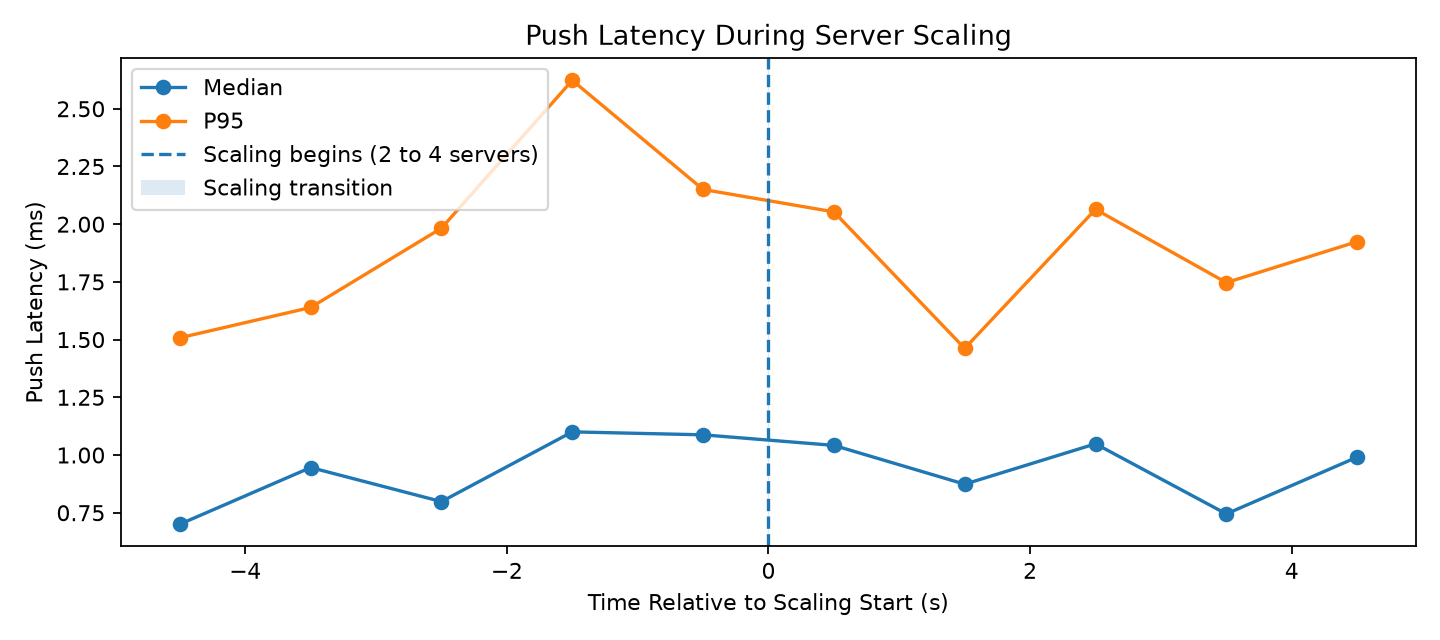 Push Latency During Server Scaling
Median
P95
Scaling begins (2 to 4 servers)
Scaling transition
Push Latency (ms)
2.50
2.25
2.00
1.75
1.50
1.25
1.00
0.75
−4
−2
0
2
4
Time Relative to Scaling Start (s)